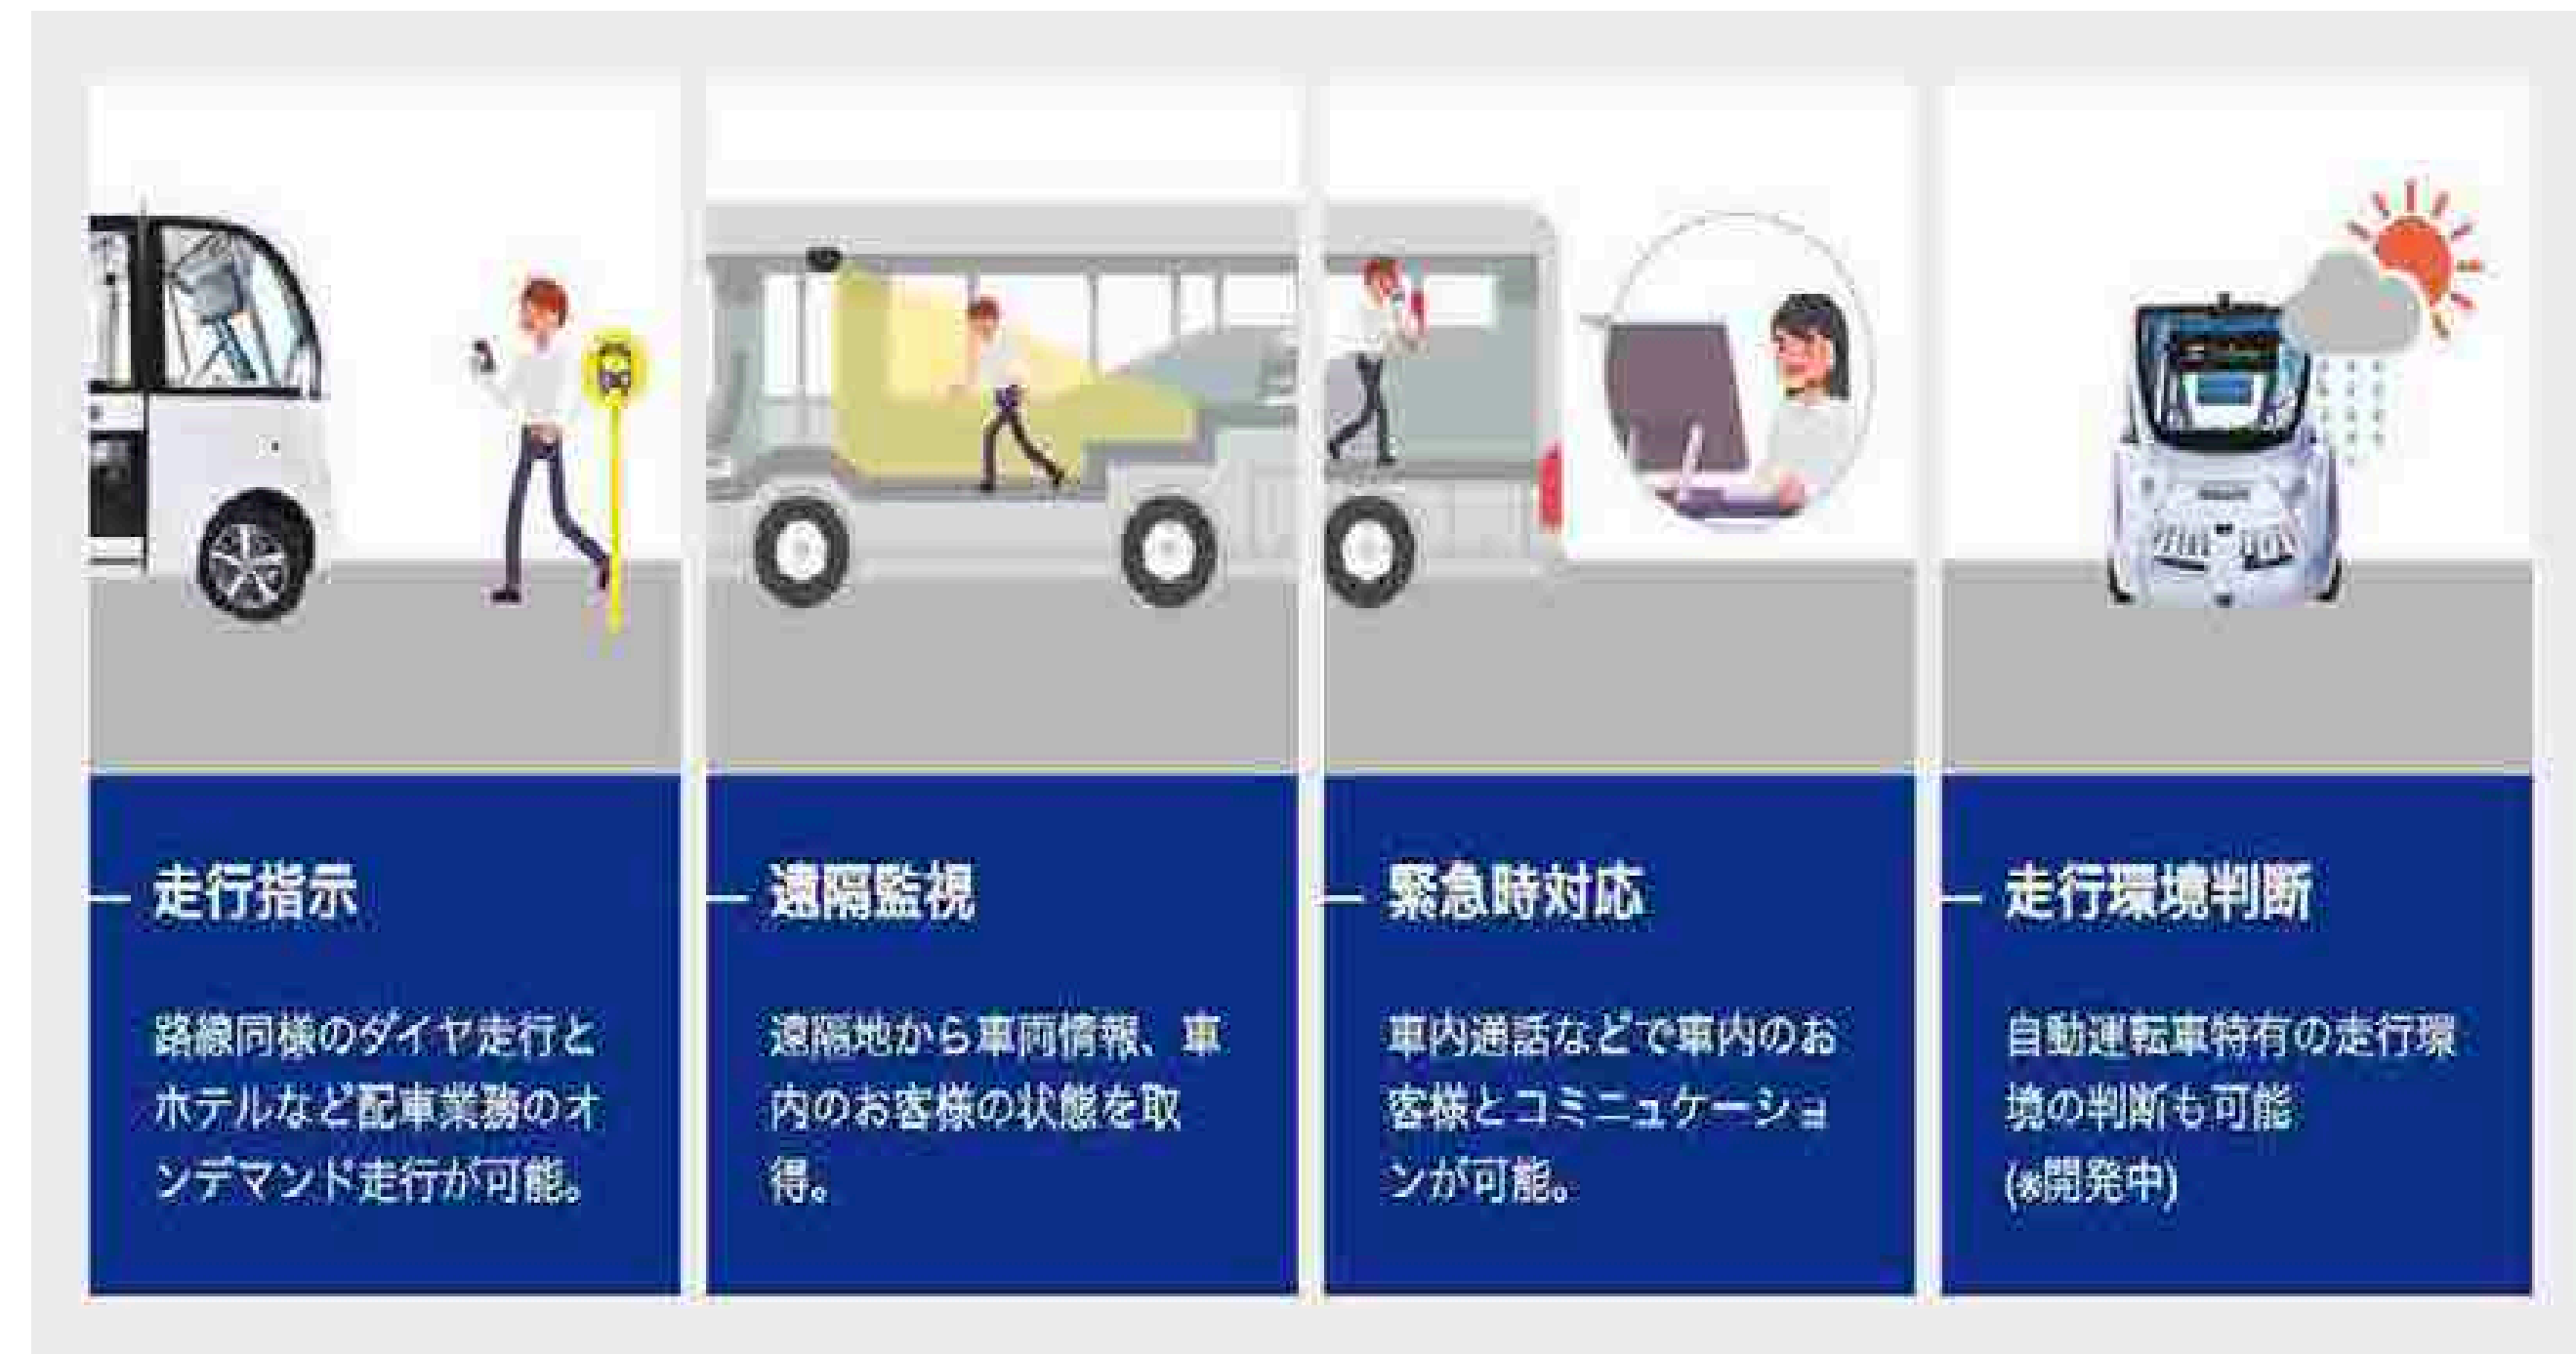 走行指示
路線同様のダイヤ走行と
ホテルなど配車業務のオ
ンデマンド走行が可能。
遠隔監視
遠隔地から車両情報、車
内のお客様の状態を取
得。
緊急時対応
車内通話などで車内のお
客様とコミニュケーショ
ンが可能。
走行環境判断
自動運転車特有の走行環
境の判断も可能
(※開発中)